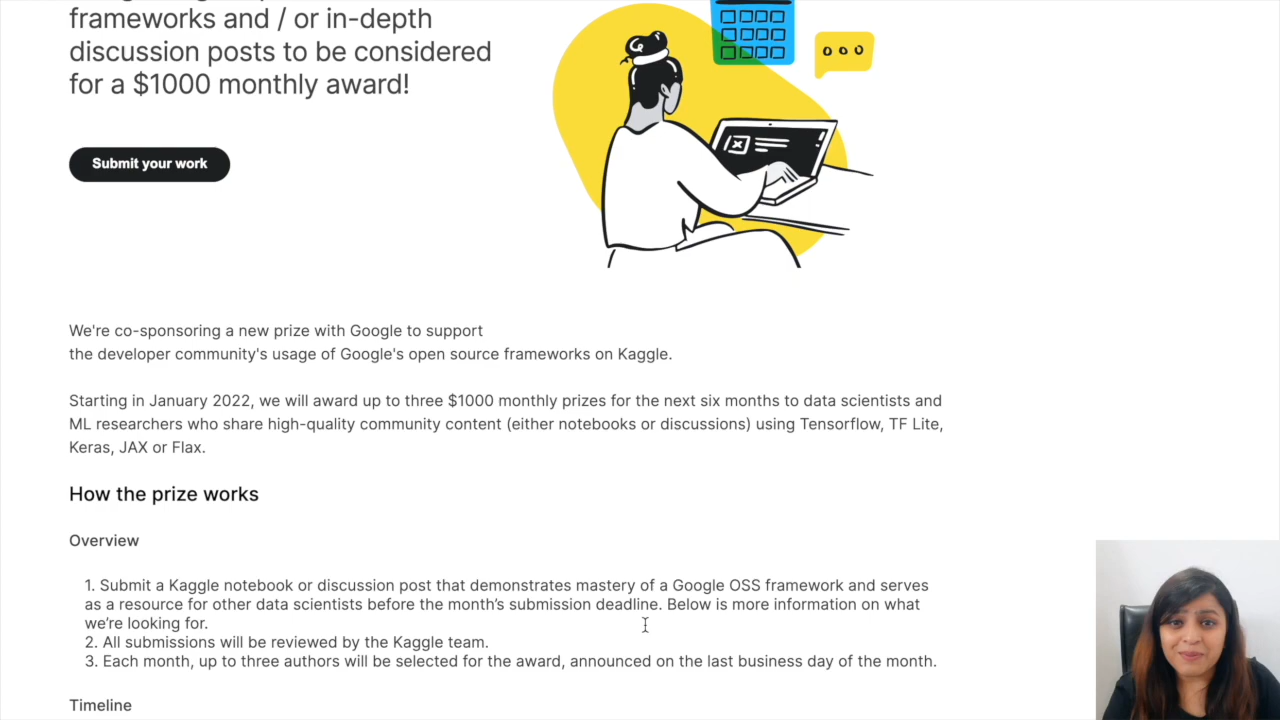 frameworks and / or in-depth
discussion posts to be considered
for a $1000 monthly award!
Submit your work
We're co-sponsoring a new prize with Google to support
the developer community's usage of Google's open source frameworks on Kaggle.
Starting in January 2022, we will award up to three $1000 monthly prizes for the next six months to data scientists and
ML researchers who share high-quality community content (either notebooks or discussions) using Tensorflow, TF Lite,
Keras, JAX or Flax.
How the prize works
Overview
1. Submit a Kaggle notebook or discussion post that demonstrates mastery of a Google OSS framework and serves
as a resource for other data scientists before the month’s submission deadline. Below is more information on what
we’re looking for.
2. All submissions will be reviewed by the Kaggle team.
3. Each month, up to three authors will be selected for the award, announced on the last business day of the month.
Timeline